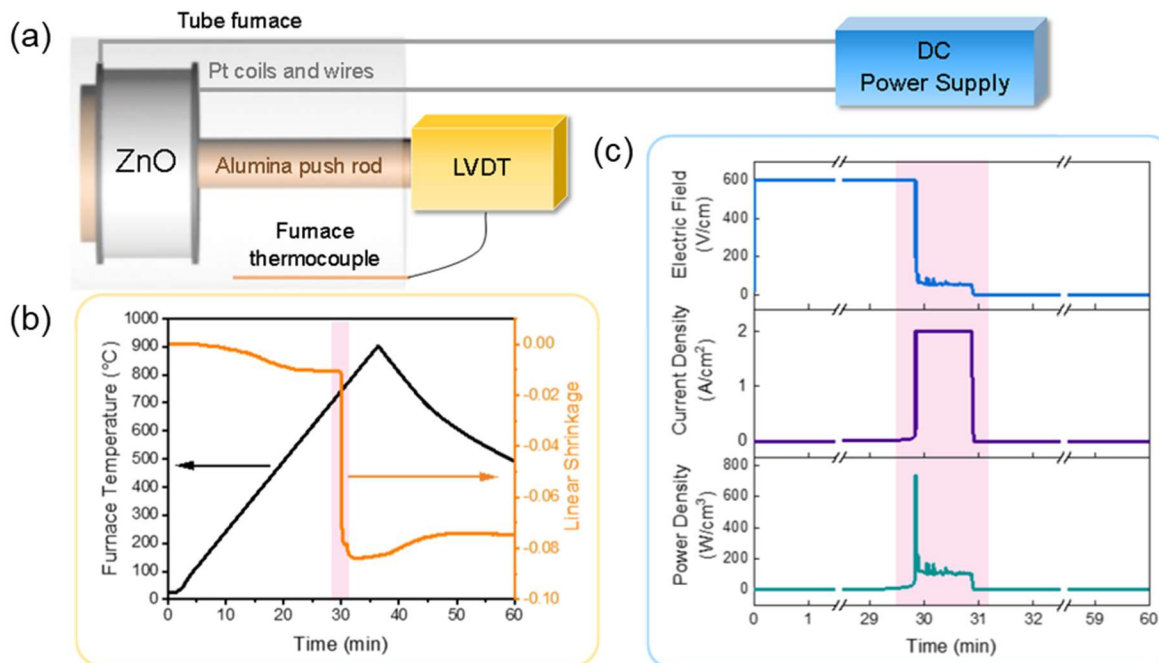 (a)
Tube furnace
Pt coils and wires
ZnO
Alumina push rod
LVDT
Furnace
thermocouple
DC
Power Supply
(b)
1000
900
800
700
600
500
400
300
200
100
0
Furnace Temperature (°C)
0 10 20 30 40 50 60
Time (min)
0.00
-0.02
-0.04
-0.06
-0.08
-0.10
Linear Shrinkage
(c)
600
400
200
0
Electric Field
(V/cm)
2
1
0
Current Density
(A/cm²)
800
600
400
200
0
Power Density
(W/cm³)
0 1 29 30 31 32 60
Time (min)